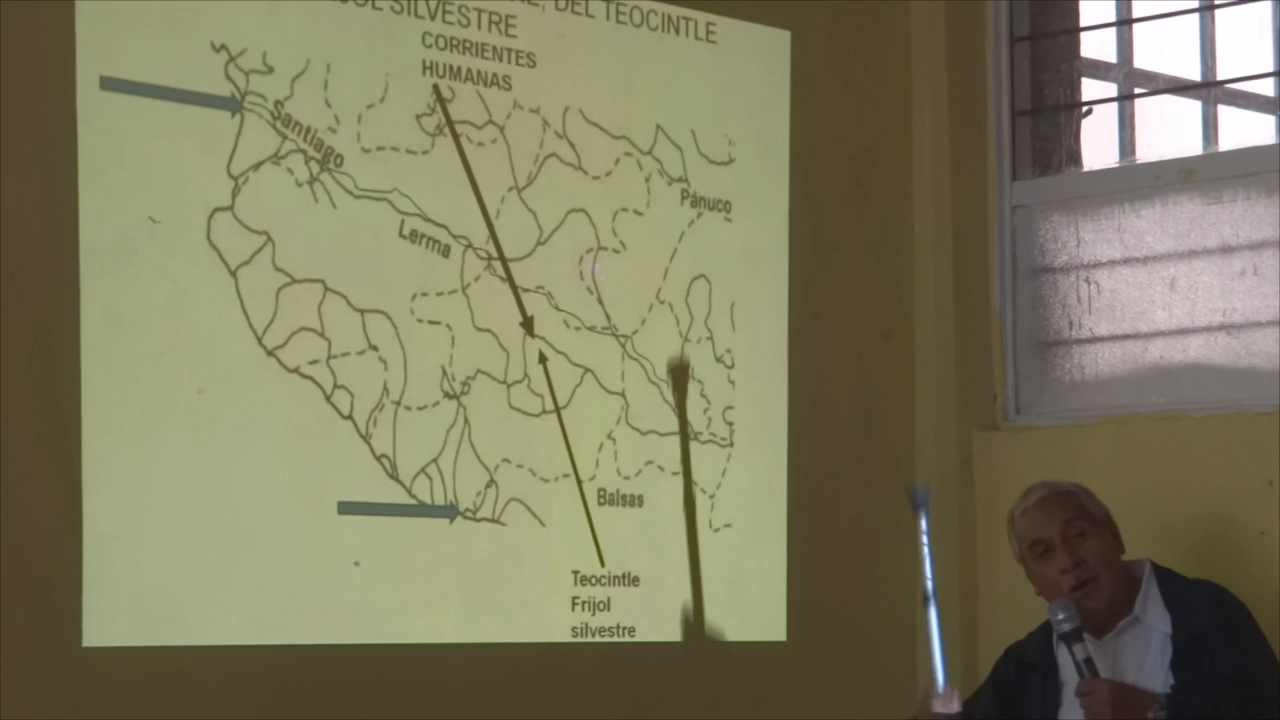 DEL TEOCINTLE
SILVESTRE
CORRIENTES
HUMANAS
Santiago
Pánuco
Lerma
Balsas
Teocintle
Frijol
silvestre